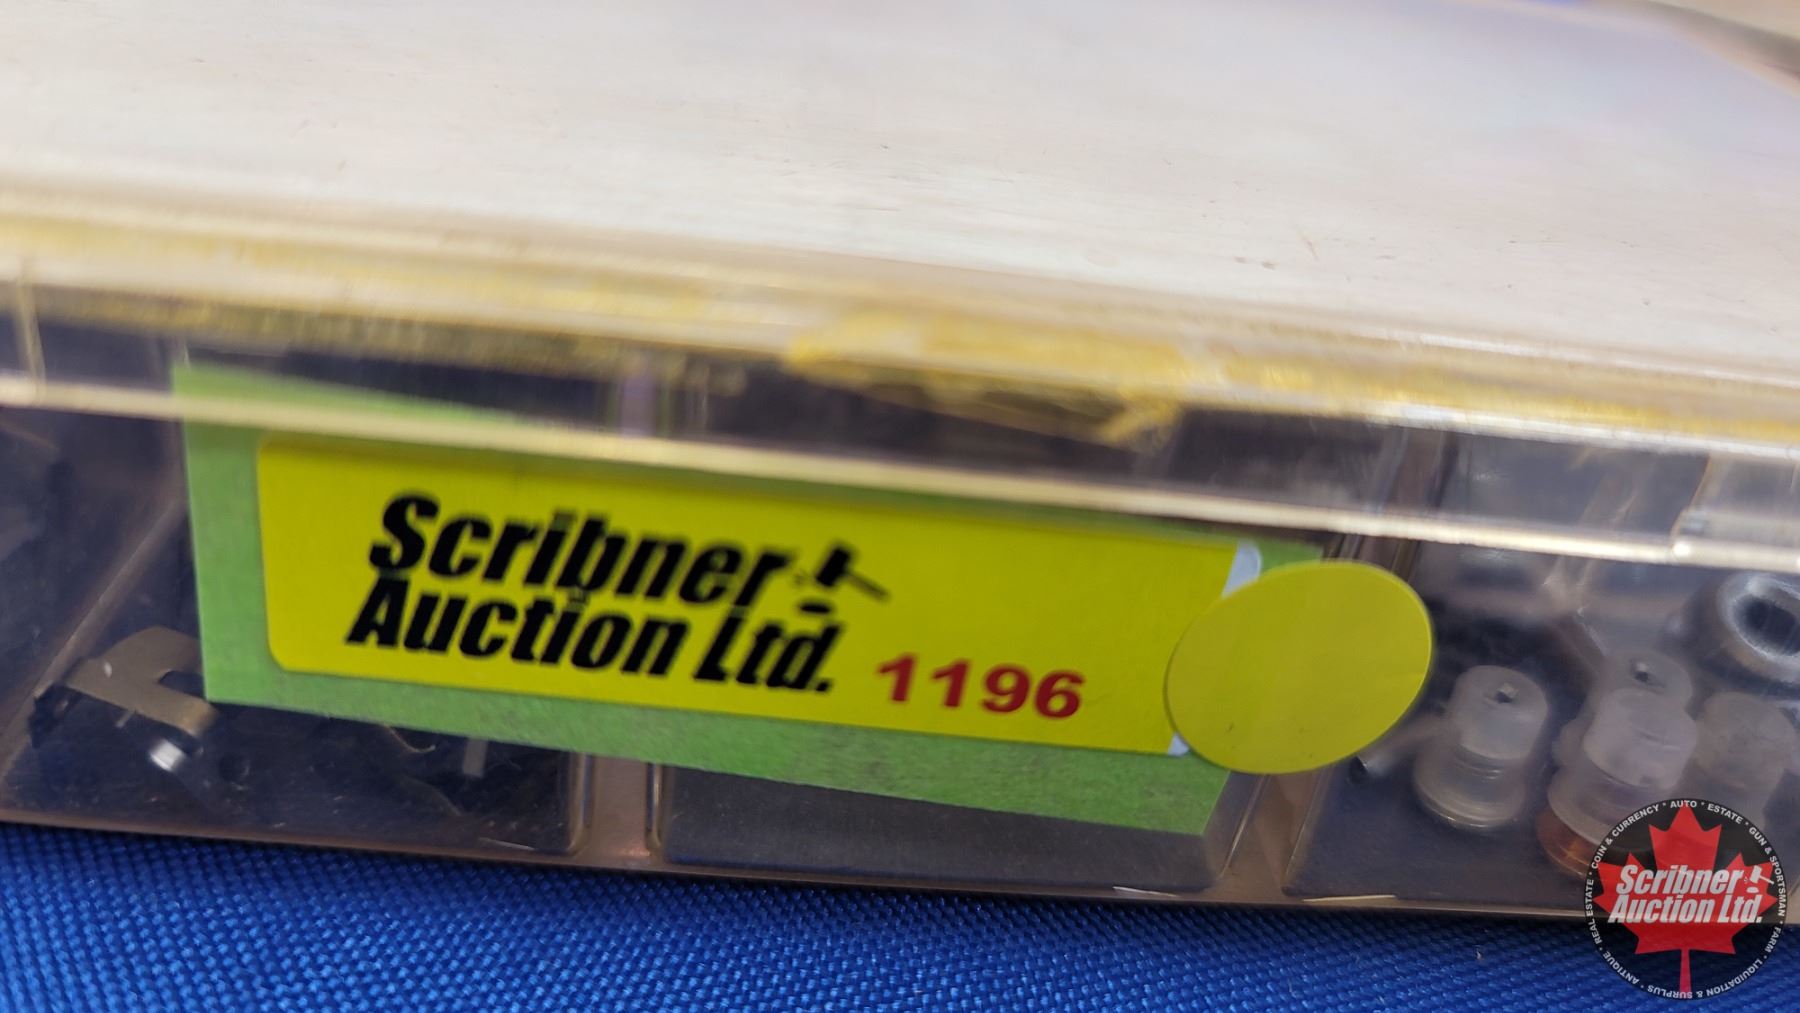 Scribner
Auction Ltd.
1196
REAL ESTATE • COIN & CURRENCY • AUTO • ESTATE • GUN & SPORTSMAN • FARM • LIQUIDATION & SURPLUS • ANTIQUE •
Scribner
Auction Ltd.